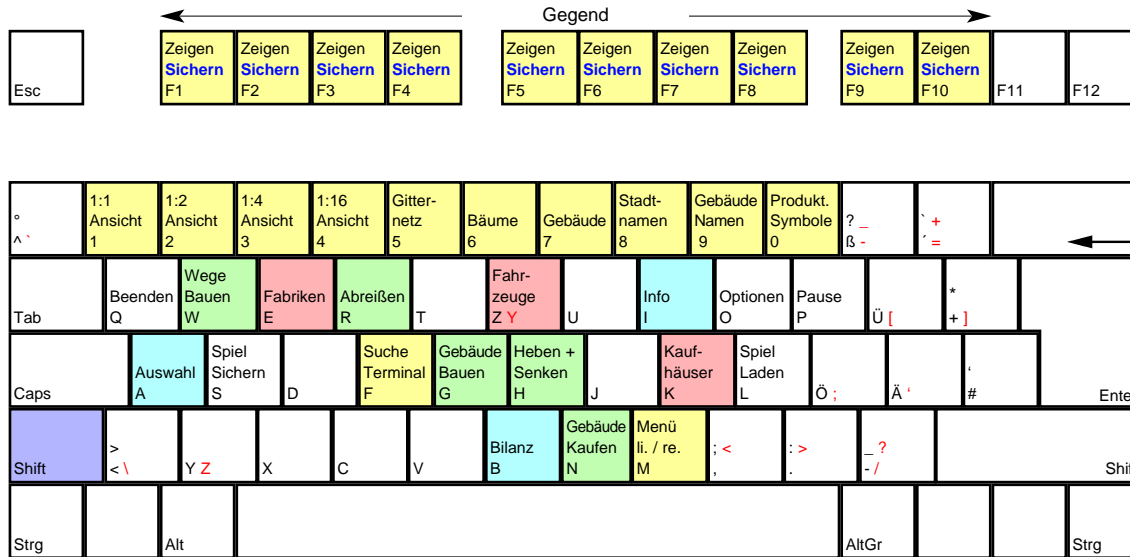 Gegend
Zeigen Zeigen Zeigen Zeigen Zeigen Zeigen Zeigen Zeigen Zeigen Zeigen
Sichern Sichern Sichern Sichern Sichern Sichern Sichern Sichern Sichern Sichern
Esc F1 F2 F3 F4 F5 F6 F7 F8 F9 F10 F11 F12
1:1 1:2 1:4 1:16 Gitter- Stadt- Gebäude Produkt.
° Ansicht Ansicht Ansicht Ansicht netz Bäume Gebäude namen Namen Symbole ? _ ` +
^ ` 1 2 3 4 5 6 7 8 9 0 ß - ´ =
Wege Fahr- *
Beenden Bauen Fabriken Abreißen zeuge Info Optionen Pause
Tab Q W E R T Z Y U I O P Ü [ + ]
Spiel Suche Gebäude Heben + Kauf- Spiel ‘
Auswahl Sichern Terminal Bauen Senken häuser Laden
Caps A S D F G H J K L Ö ; Ä ‘ # Ente
> Gebäude Menü ; < : > _ ?
Bilanz Kaufen li. / re.
Shift < \ Y Z X C V B N M , . - / Shif
Strg Alt AltGr Strg